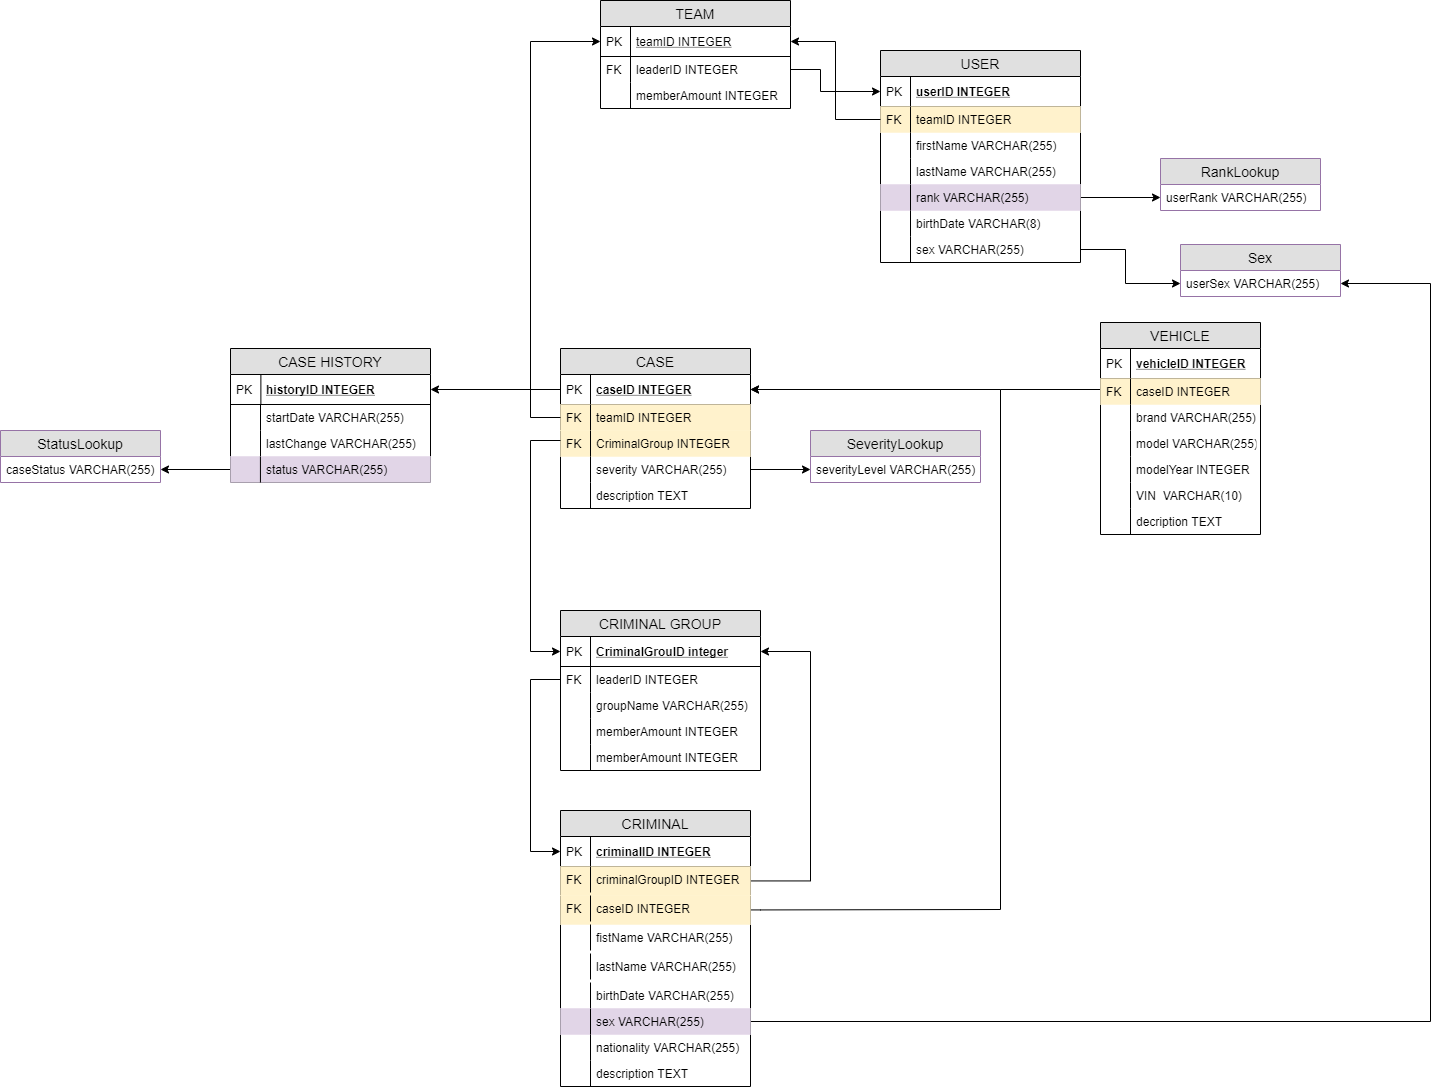 TEAM
PK teamID INTEGER
FK leaderID INTEGER
memberAmount INTEGER
USER
PK userID INTEGER
FK teamID INTEGER
firstName VARCHAR(255)
lastName VARCHAR(255)
rank VARCHAR(255)
birthDate VARCHAR(8)
sex VARCHAR(255)
RankLookup
userRank VARCHAR(255)
Sex
userSex VARCHAR(255)
CASE HISTORY
PK historyID INTEGER
startDate VARCHAR(255)
lastChange VARCHAR(255)
status VARCHAR(255)
StatusLookup
caseStatus VARCHAR(255)
CASE
PK caseID INTEGER
FK teamID INTEGER
FK CriminalGroup INTEGER
severity VARCHAR(255)
description TEXT
SeverityLookup
severityLevel VARCHAR(255)
VEHICLE
PK vehicleID INTEGER
FK caseID INTEGER
brand VARCHAR(255)
model VARCHAR(255)
modelYear INTEGER
VIN VARCHAR(10)
decription TEXT
CRIMINAL GROUP
PK CriminalGrouID integer
FK leaderID INTEGER
groupName VARCHAR(255)
memberAmount INTEGER
memberAmount INTEGER
CRIMINAL
PK criminalID INTEGER
FK criminalGroupID INTEGER
FK caseID INTEGER
fistName VARCHAR(255)
lastName VARCHAR(255)
birthDate VARCHAR(255)
sex VARCHAR(255)
nationality VARCHAR(255)
description TEXT